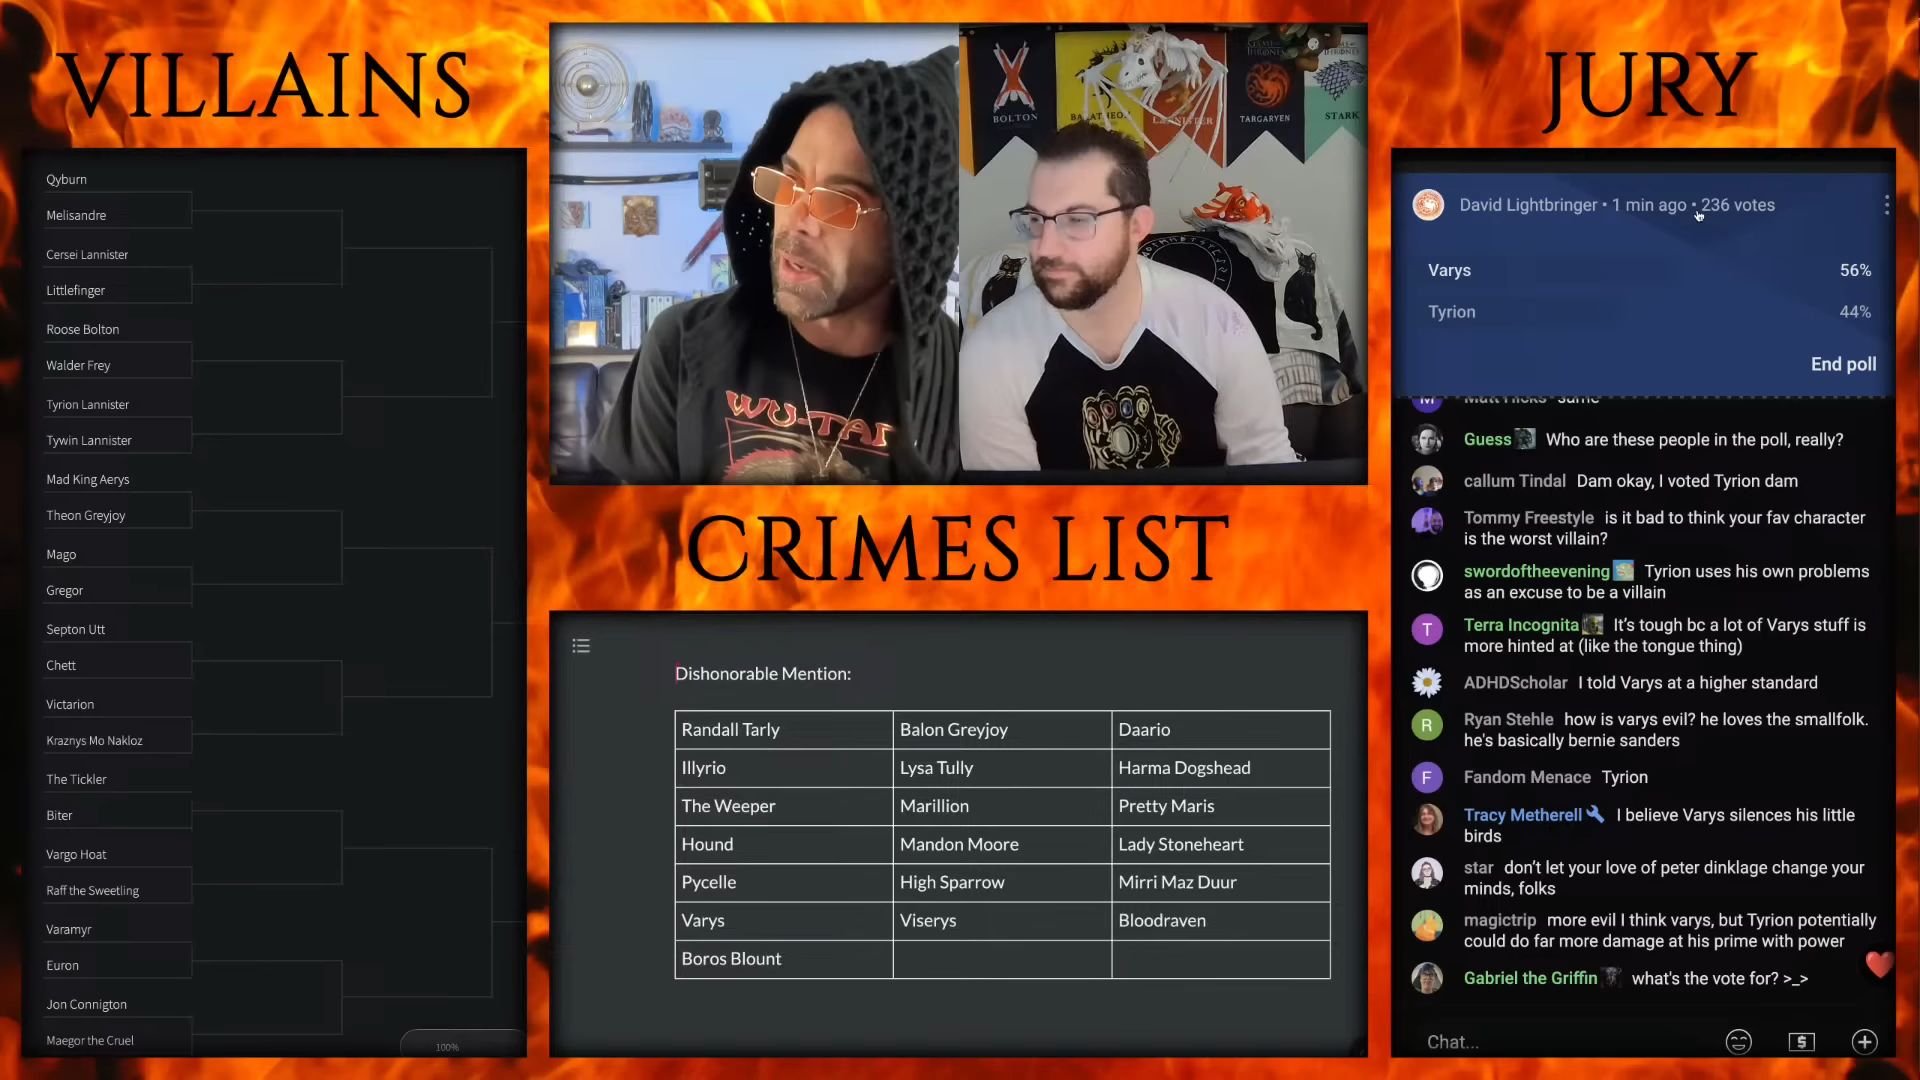 VILLAINS
Qyburn
Melisandre
Cersei Lannister
Littlefinger
Roose Bolton
Walder Frey
Tyrion Lannister
Tywin Lannister
Mad King Aerys
Theon Greyjoy
Mago
Gregor
Septon Utt
Chett
Victarion
Kraznys Mo Nakloz
The Tickler
Biter
Vargo Hoat
Raff the Sweetling
Varamyr
Euron
Jon Connigton
Maegor the Cruel
100%
BOLTON
LANNISTER
TARGARYEN
STARK
WU-TA
CRIMES LIST
Dishonorable Mention:
Randall Tarly Balon Greyjoy Daario
Illyrio Lysa Tully Harma Dogshead
The Weeper Marillion Pretty Maris
Hound Mandon Moore Lady Stoneheart
Pycelle High Sparrow Mirri Maz Duur
Varys Viserys Bloodraven
Boros Blount
JURY
David Lightbringer • 1 min ago • 236 votes
Varys 56%
Tyrion 44%
End poll
Matt Hicks same
Guess Who are these people in the poll, really?
callum Tindal Dam okay, I voted Tyrion dam
Tommy Freestyle is it bad to think your fav character
is the worst villain?
swordoftheevening Tyrion uses his own problems
as an excuse to be a villain
T Terra Incognita It's tough bc a lot of Varys stuff is
more hinted at (like the tongue thing)
ADHDScholar I told Varys at a higher standard
R Ryan Stehle how is varys evil? he loves the smallfolk.
he's basically bernie sanders
F Fandom Menace Tyrion
Tracy Metherell I believe Varys silences his little
birds
star don't let your love of peter dinklage change your
minds, folks
magictrip more evil I think varys, but Tyrion potentially
could do far more damage at his prime with power
Gabriel the Griffin what's the vote for? >_>
Chat...